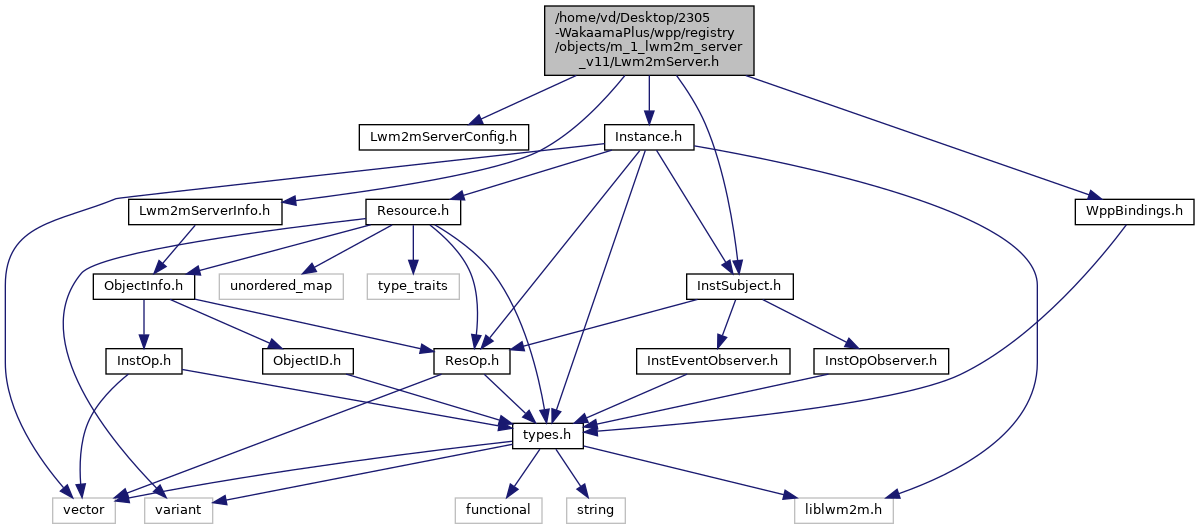 /home/vd/Desktop/2305
-WakaamaPlus/wpp/registry
/objects/m_1_lwm2m_server
_v11/Lwm2mServer.h
Lwm2mServerConfig.h
Instance.h
Lwm2mServerInfo.h
Resource.h
WppBindings.h
ObjectInfo.h
unordered_map
type_traits
InstSubject.h
InstOp.h
ObjectID.h
ResOp.h
InstEventObserver.h
InstOpObserver.h
types.h
vector
variant
functional
string
liblwm2m.h